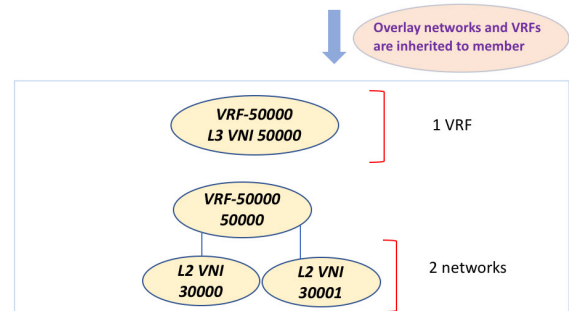 Overlay networks and VRFs
are inherited to member
VRF-50000
L3 VNI 50000
1 VRF
VRF-50000
50000
L2 VNI
30000
L2 VNI
30001
2 networks